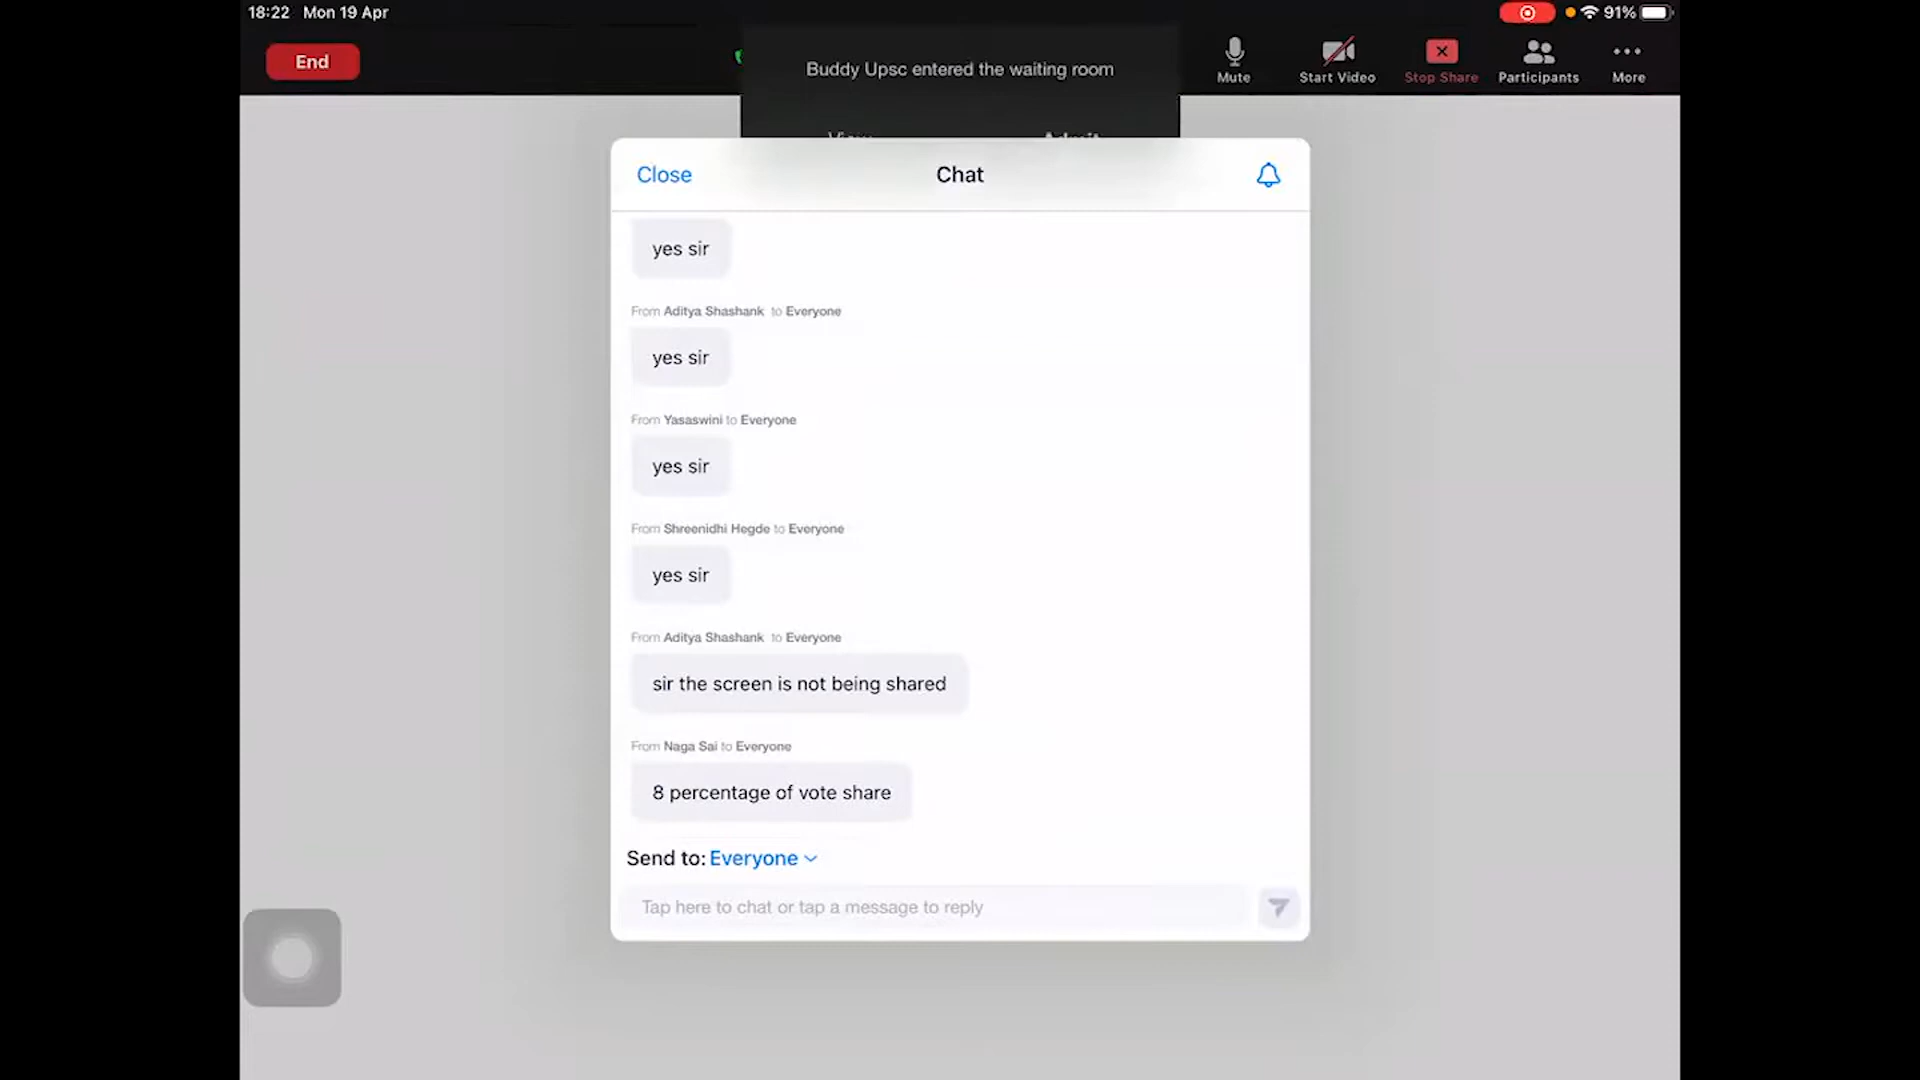 18:22 Mon 19 Apr
91%
End
Buddy Upsc entered the waiting room
Mute
Start Video
Stop Share
Participants
More
View
Admit
Close
Chat
yes sir
From Aditya Shashank to Everyone
yes sir
From Yasaswini to Everyone
yes sir
From Shreenidhi Hegde to Everyone
yes sir
From Aditya Shashank to Everyone
sir the screen is not being shared
From Naga Sai to Everyone
8 percentage of vote share
Send to: Everyone
Tap here to chat or tap a message to reply